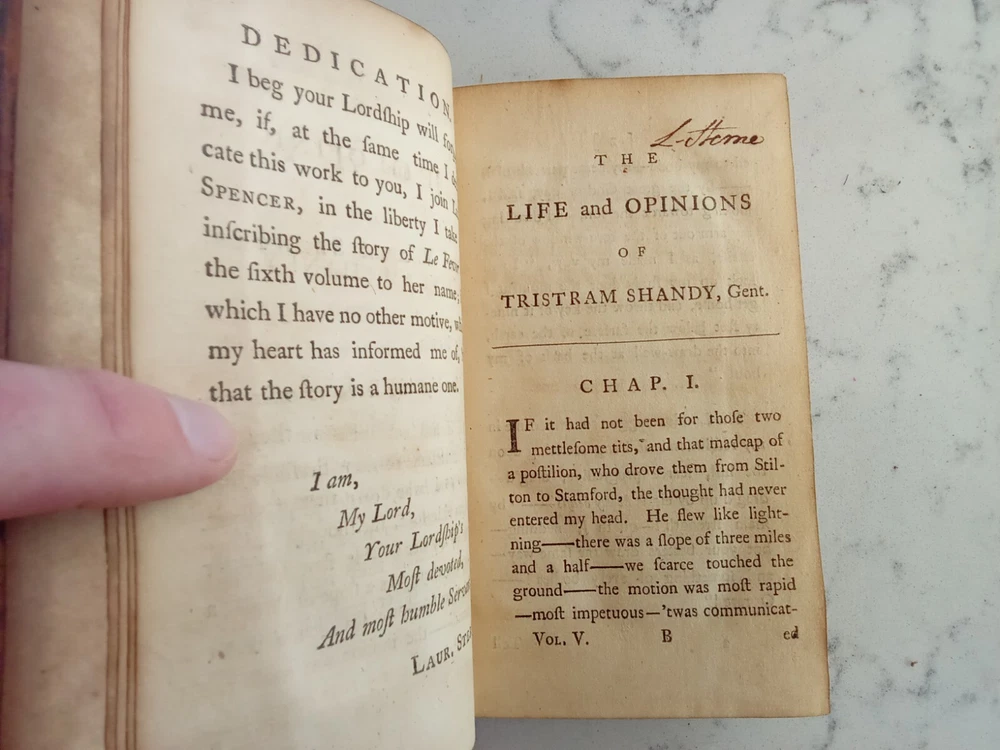 DEDICATION.
I beg your Lordſhip will
me, if, at the ſame time I
cate this work to you, I join
SPENCER, in the liberty I take
inſcribing the ſtory of Le
the ſixth volume to her name;
which I have no other motive,
my heart has informed me of,
that the ſtory is a humane one.
I am,
My Lord,
Your Lordſhip's
Moſt devoted,
And moſt humble
LAUR.
L. Sterne
THE
LIFE and OPINIONS
OF
TRISTRAM SHANDY, Gent.
CHAP. I.
IF it had not been for thoſe two
mettleſome tits, and that madcap of
a poſtilion, who drove them from Stil-
ton to Stamford, the thought had never
entered my head. He flew like light-
ning——there was a ſlope of three miles
and a half——we ſcarce touched the
ground——the motion was moſt rapid
—moſt impetuous—'twas communicat-
VOL. V. B ed